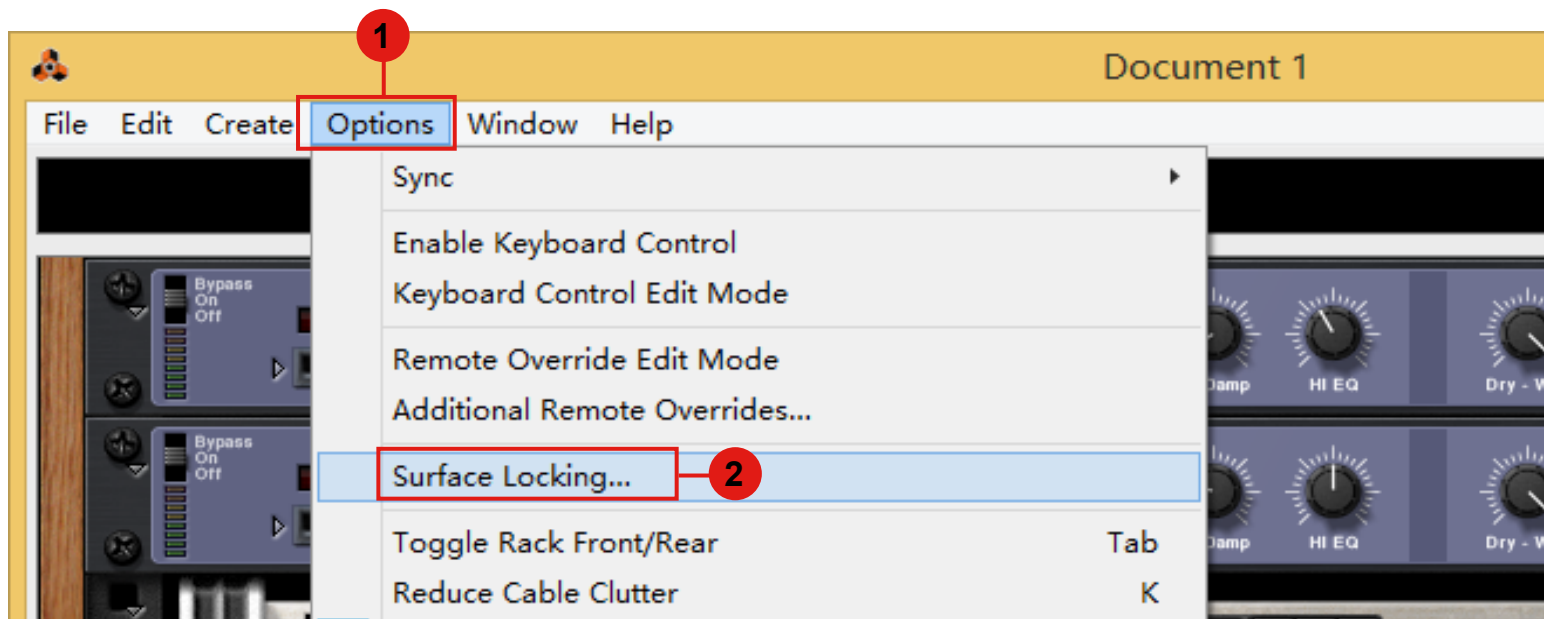 1
Document 1
File Edit Create Options Window Help
Sync
Enable Keyboard Control
Keyboard Control Edit Mode
Remote Override Edit Mode
Additional Remote Overrides...
Surface Locking... 2
Toggle Rack Front/Rear Tab
Reduce Cable Clutter K
Bypass
On
Off
Damp HI EQ Dry - W
Bypass
On
Off
Damp HI EQ Dry - W